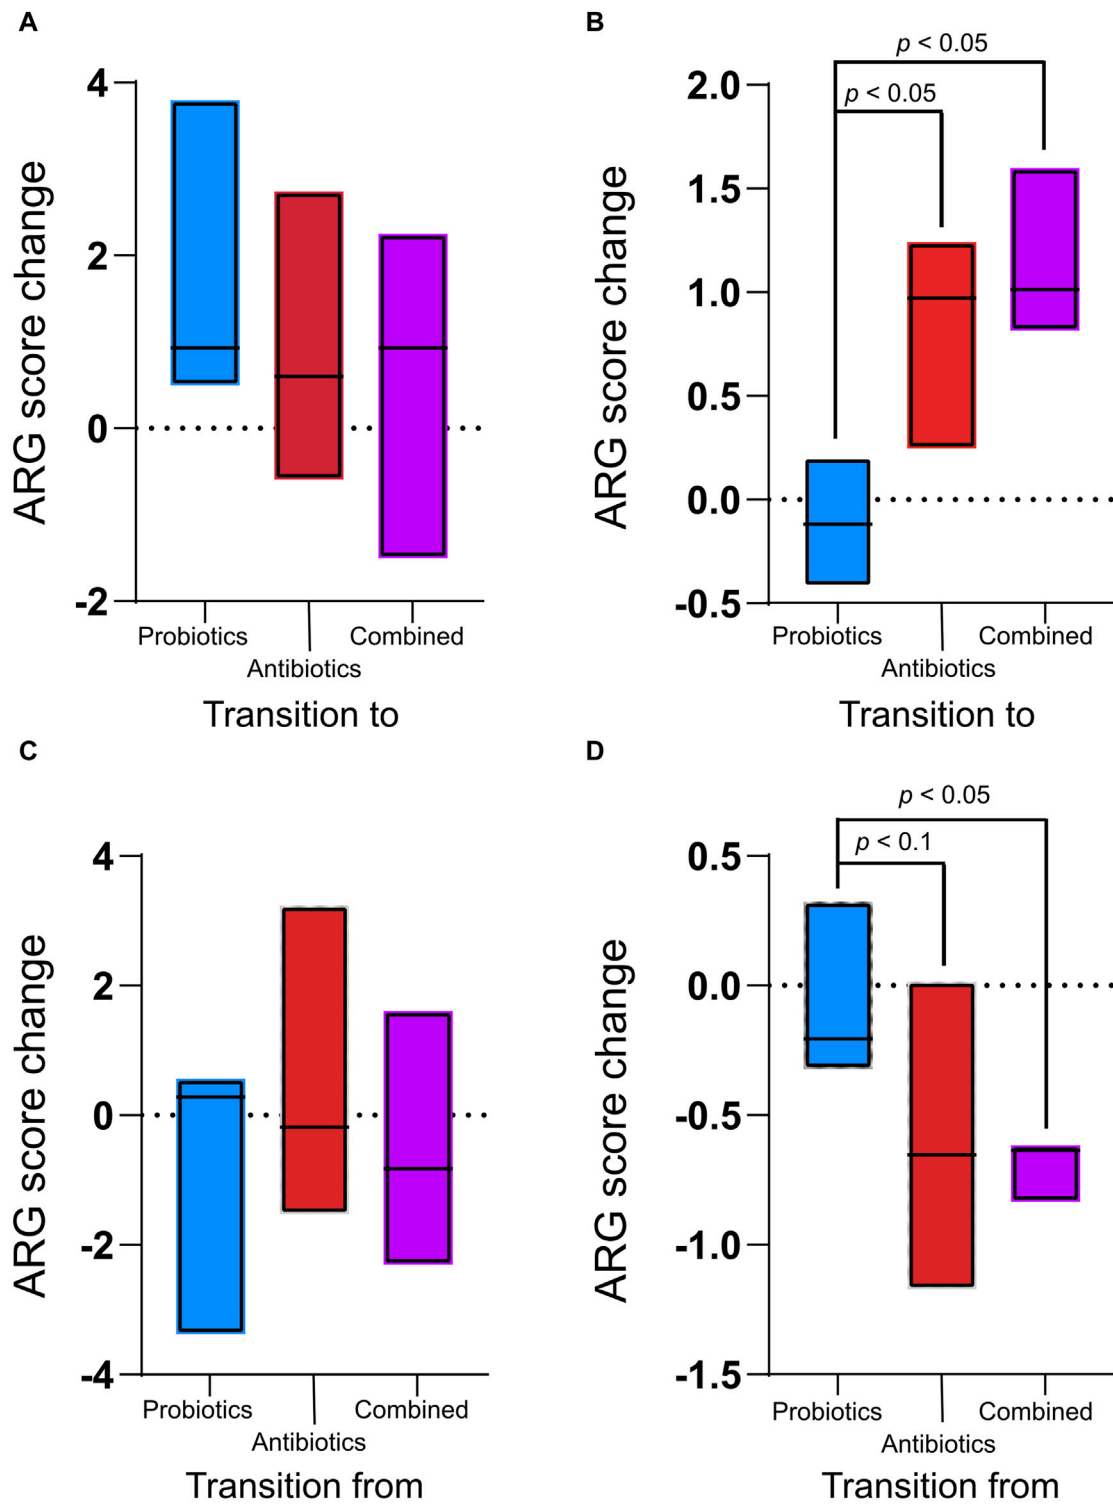 A
ARG score change
4
2
0
-2
Probiotics
Combined
Antibiotics
Transition to
B
p < 0.05
p < 0.05
ARG score change
2.0
1.5
1.0
0.5
0.0
-0.5
Probiotics
Combined
Antibiotics
Transition to
C
ARG score change
4
2
0
-2
-4
Probiotics
Combined
Antibiotics
Transition from
D
p < 0.05
p < 0.1
ARG score change
0.5
0.0
-0.5
-1.0
-1.5
Probiotics
Combined
Antibiotics
Transition from